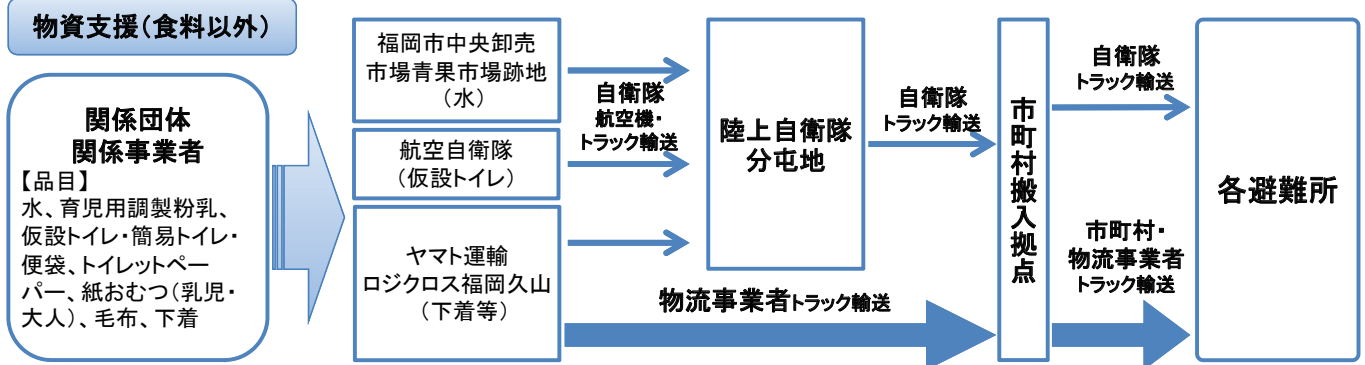 物資支援(食料以外)
関係団体
関係事業者
【品目】
水、育児用調製粉乳、
仮設トイレ・簡易トイレ・
便袋、トイレットペー
パー、紙おむつ(乳児・
大人)、毛布、下着
福岡市中央卸売
市場青果市場跡地
(水)
航空自衛隊
(仮設トイレ)
ヤマト運輸
ロジクロス福岡久山
(下着等)
自衛隊
航空機・
トラック輸送
陸上自衛隊
分屯地
自衛隊
トラック輸送
物流事業者トラック輸送
市町村搬入拠点
自衛隊
トラック輸送
市町村・
物流事業者
トラック輸送
各避難所